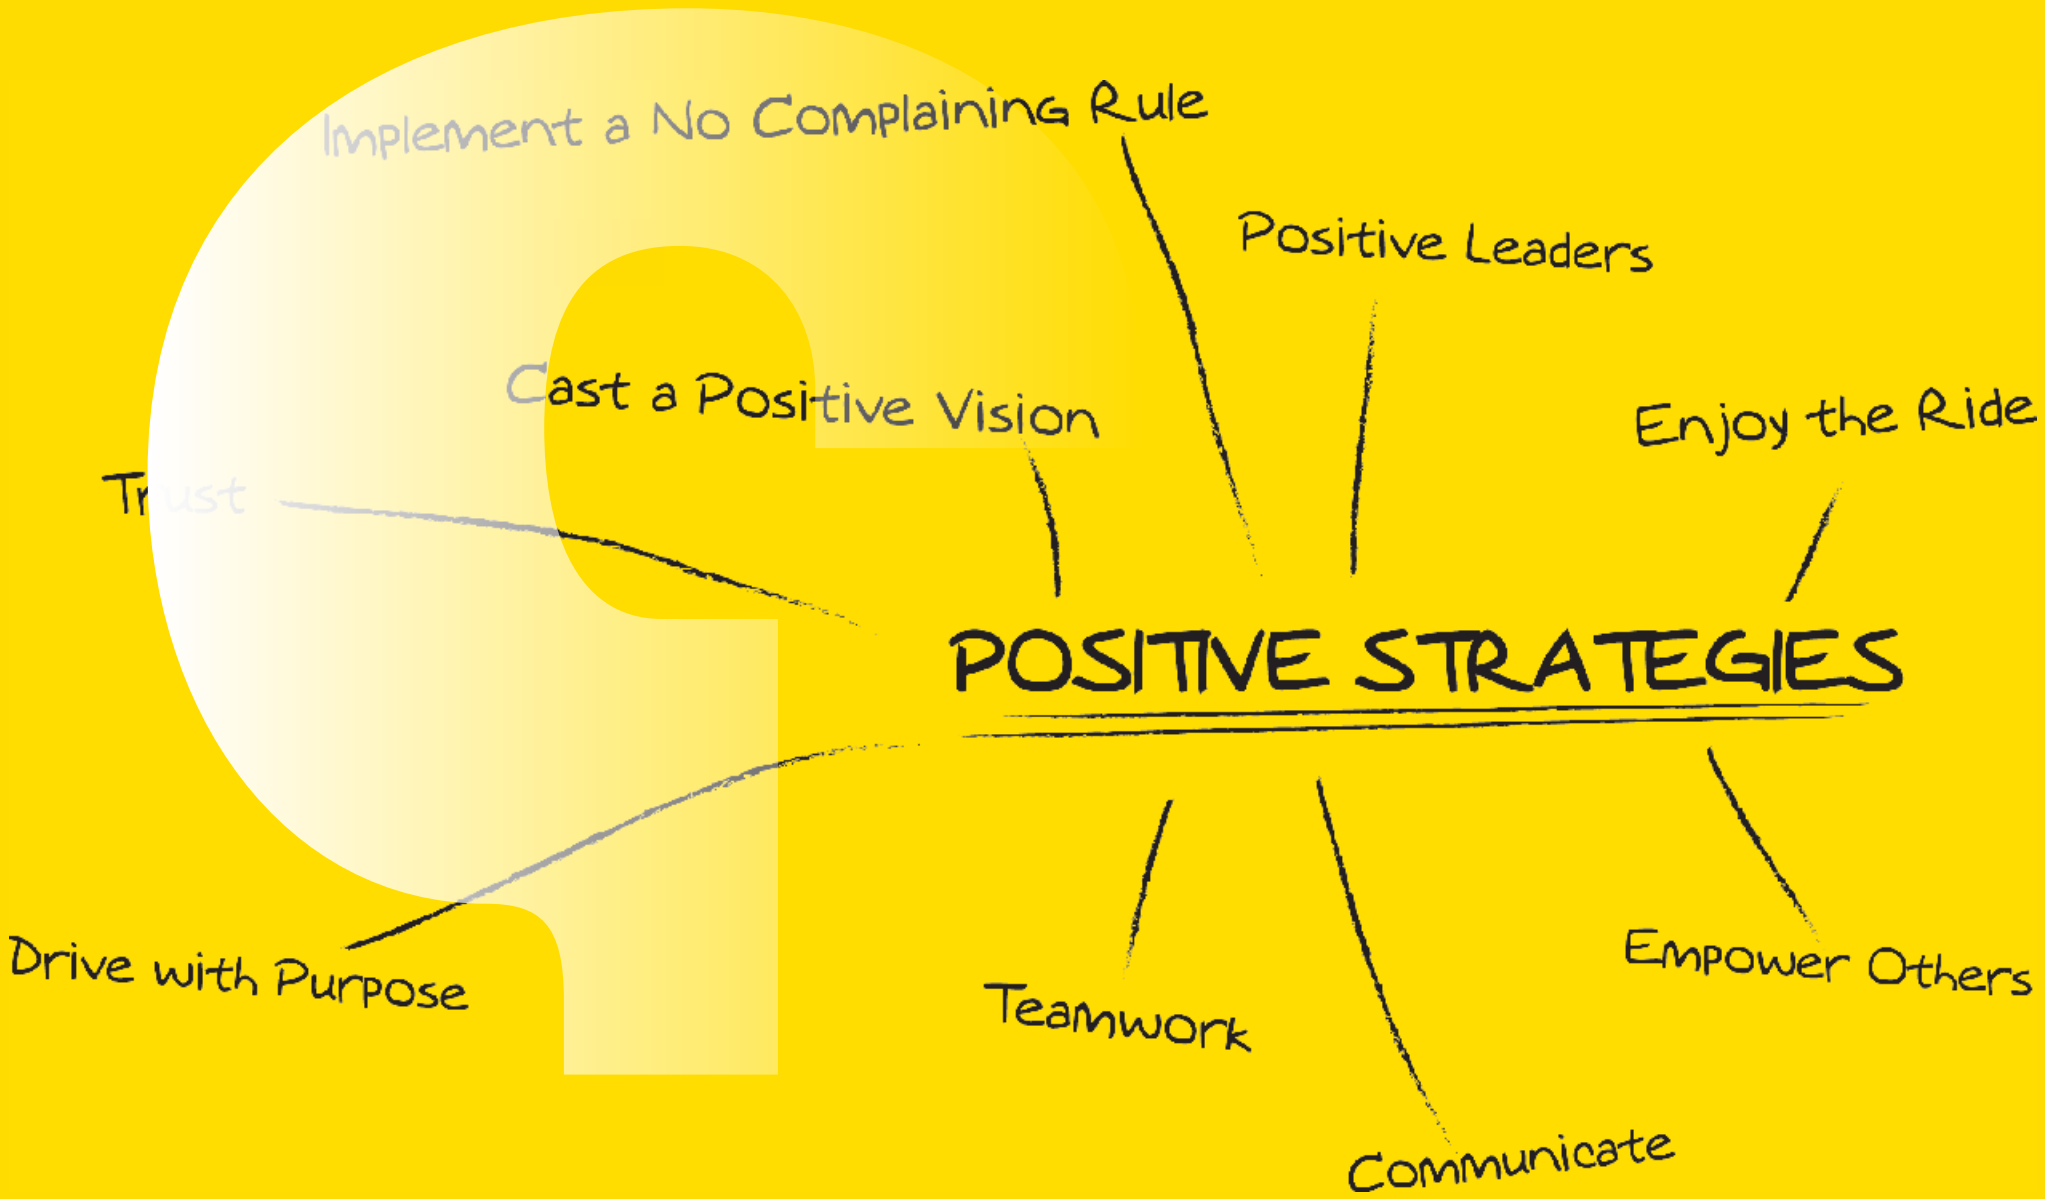 Implement a No Complaining Rule
Positive Leaders
Cast a Positive Vision
Enjoy the Ride
Trust
POSITIVE STRATEGIES
Drive with Purpose
Teamwork
Empower Others
Communicate